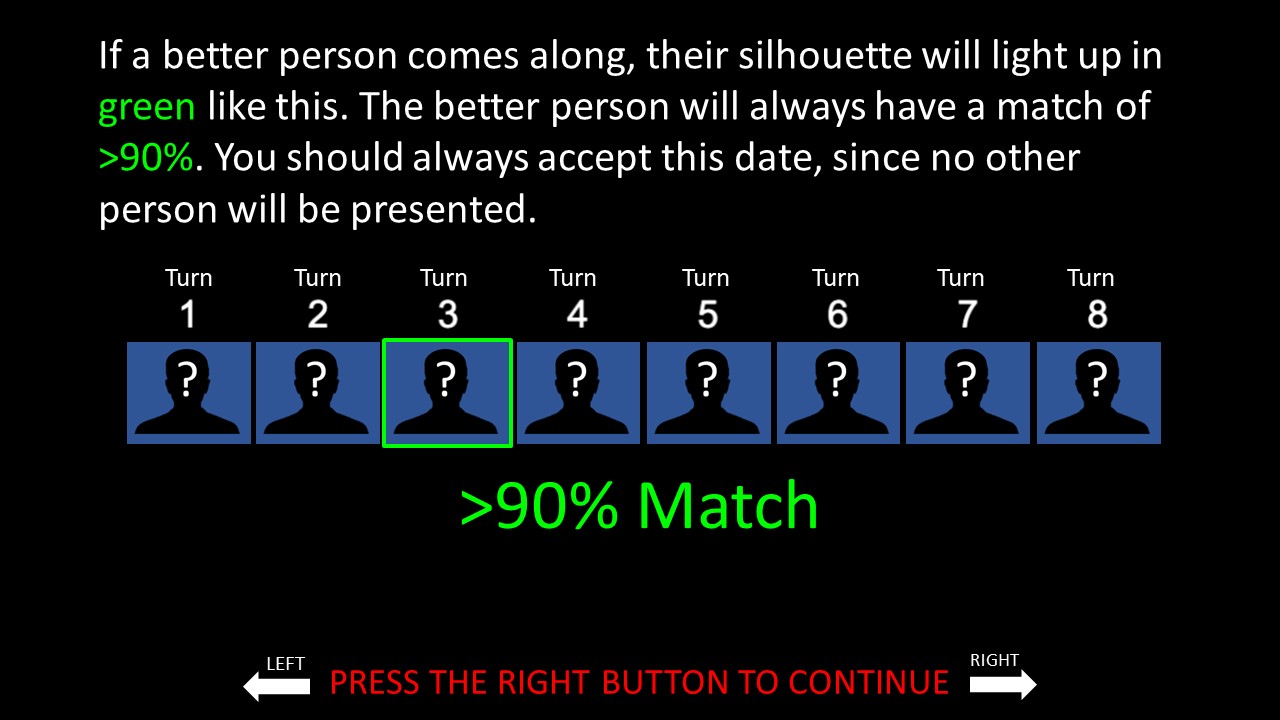 If a better person comes along, their silhouette will light up in
green like this. The better person will always have a match of
>90%. You should always accept this date, since no other
person will be presented.
Turn Turn Turn Turn Turn Turn Turn Turn
1 2 3 4 5 6 7 8
? ? ? ? ? ? ? ?
>90% Match
LEFT RIGHT
PRESS THE RIGHT BUTTON TO CONTINUE